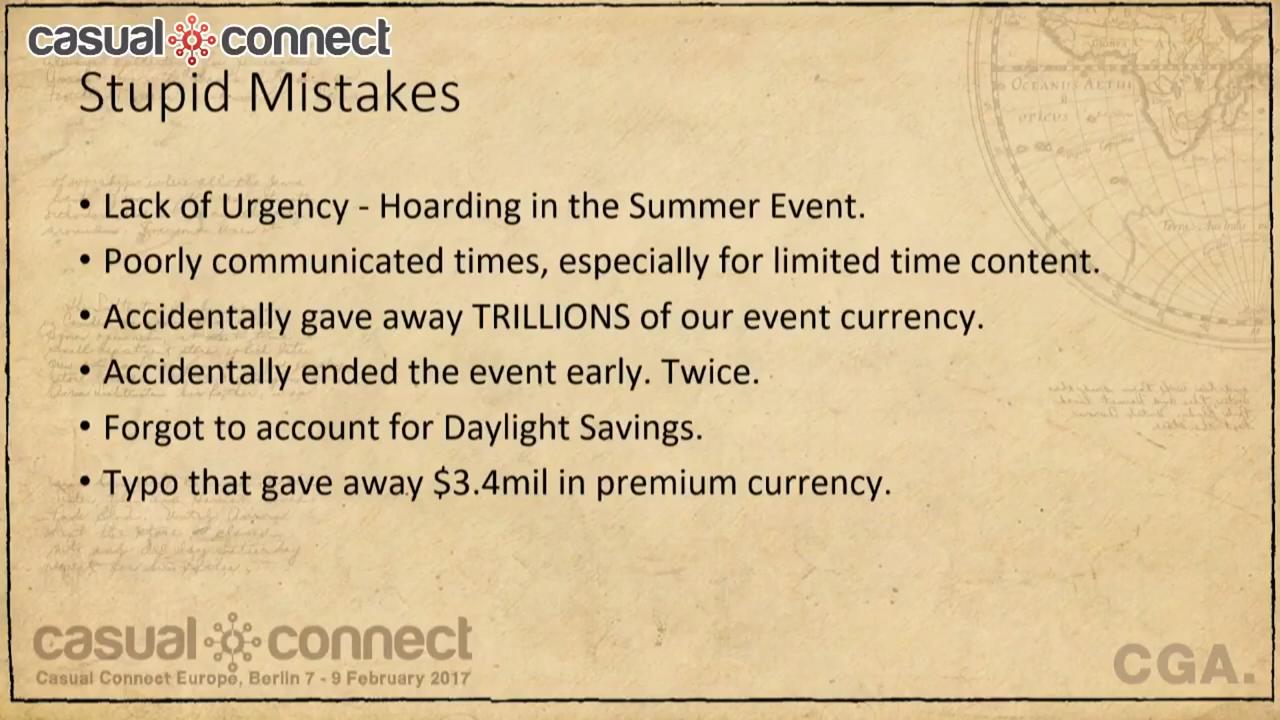 casual connect
Stupid Mistakes
• Lack of Urgency - Hoarding in the Summer Event.
• Poorly communicated times, especially for limited time content.
• Accidentally gave away TRILLIONS of our event currency.
• Accidentally ended the event early. Twice.
• Forgot to account for Daylight Savings.
• Typo that gave away $3.4mil in premium currency.
casual connect
Casual Connect Europe, Berlin 7 - 9 February 2017
CGA.